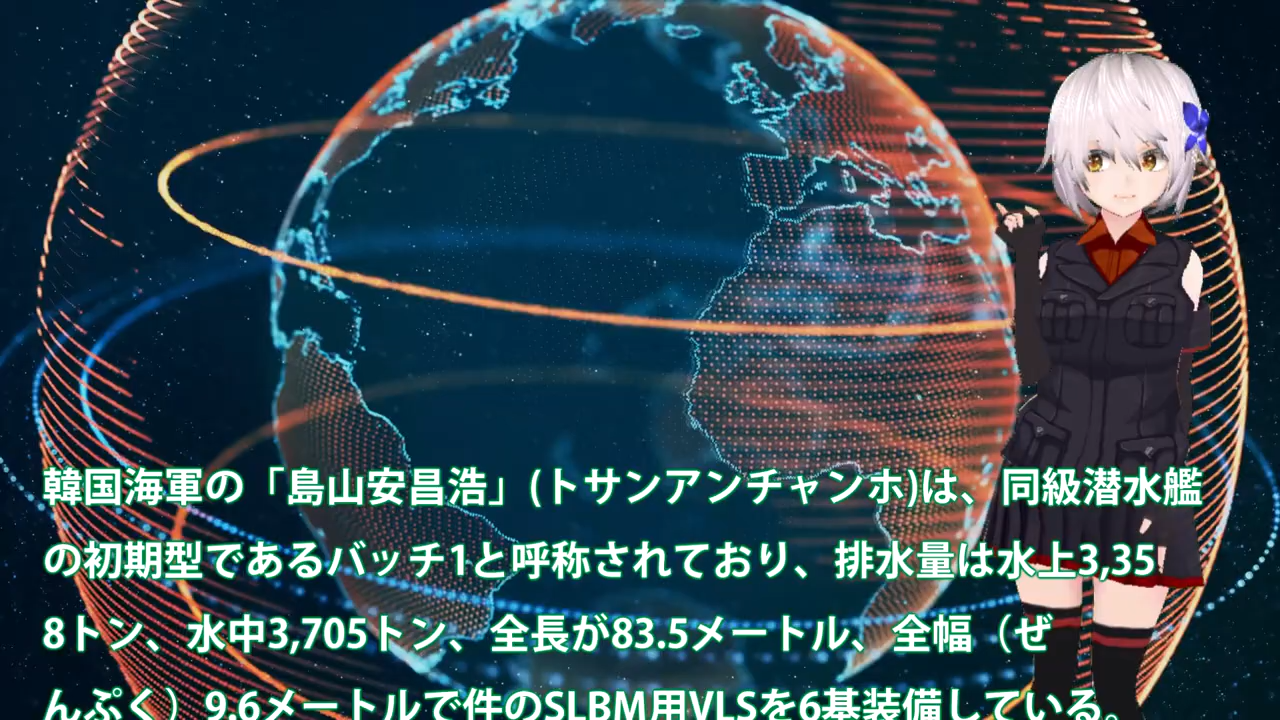 韓国海軍の「島山安昌浩」(トサンアンチャンホ)は、同級潜水艦
の初期型であるバッチ1と呼称されており、排水量は水上3,35
8トン、水中3,705トン、全長が83.5メートル、全幅（ぜ
んぷく）9.6メートルで件のSLBM用VLSを6基装備している。